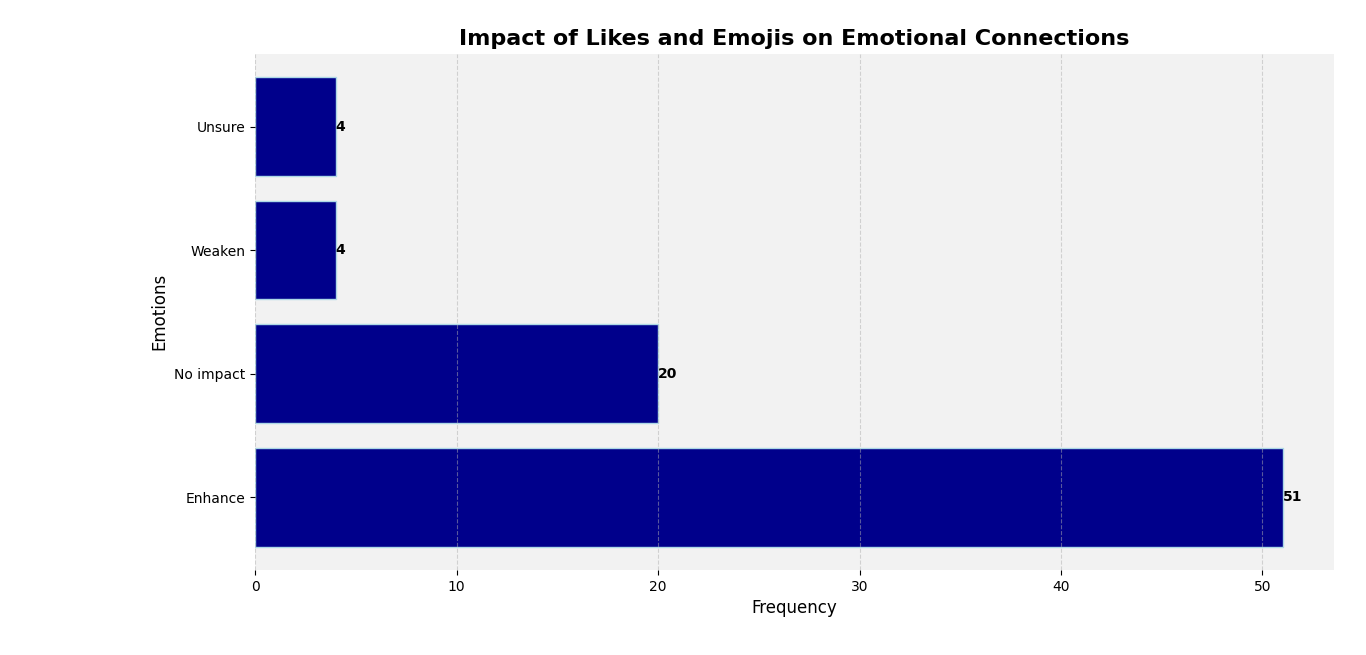 Impact of Likes and Emojis on Emotional Connections
Unsure
4
Weaken
4
Emotions
No impact
20
Enhance
51
0 10 20 30 40 50
Frequency